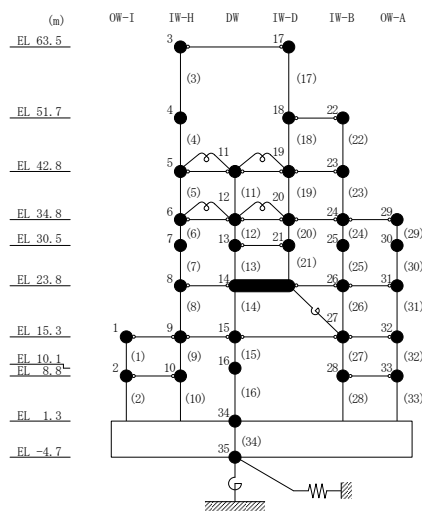 (m) OW-I IW-H DW IW-D IW-B OW-A
EL 63.5 3 17
(3) (17)
EL 51.7 4 18 22
(4) (18) (22)
EL 42.8 5 11 19 23
(5) (11) (19) (23)
EL 34.8 6 12 20 24 29
(6) (12) (20) (24) (29)
EL 30.5 7 13 21 25 30
(7) (13) (21) (25) (30)
EL 23.8 8 14 26 31
(8) (14) (26) (31)
27
EL 15.3 1 9 15 32
(1) (9) (15) (27) (32)
EL 10.1 16
EL 8.8 2 10 28 33
(2) (10) (16) (28) (33)
EL 1.3 34
(34)
EL -4.7 35